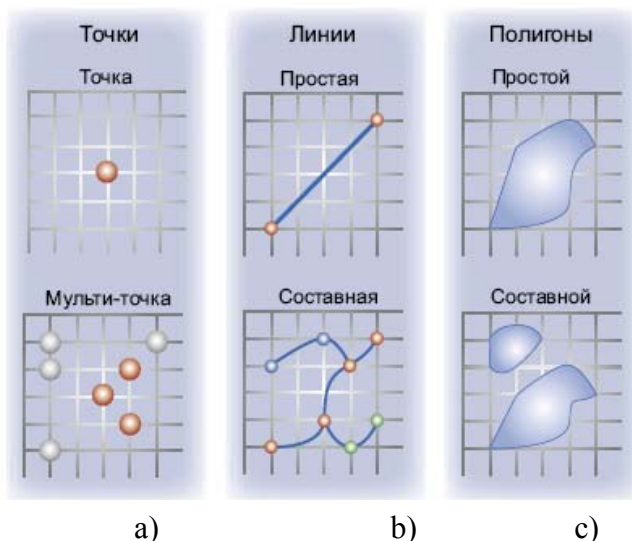 Точки
Точка
Мульти-точка
Линии
Простая
Составная
Полигоны
Простой
Составной
a)
b)
c)